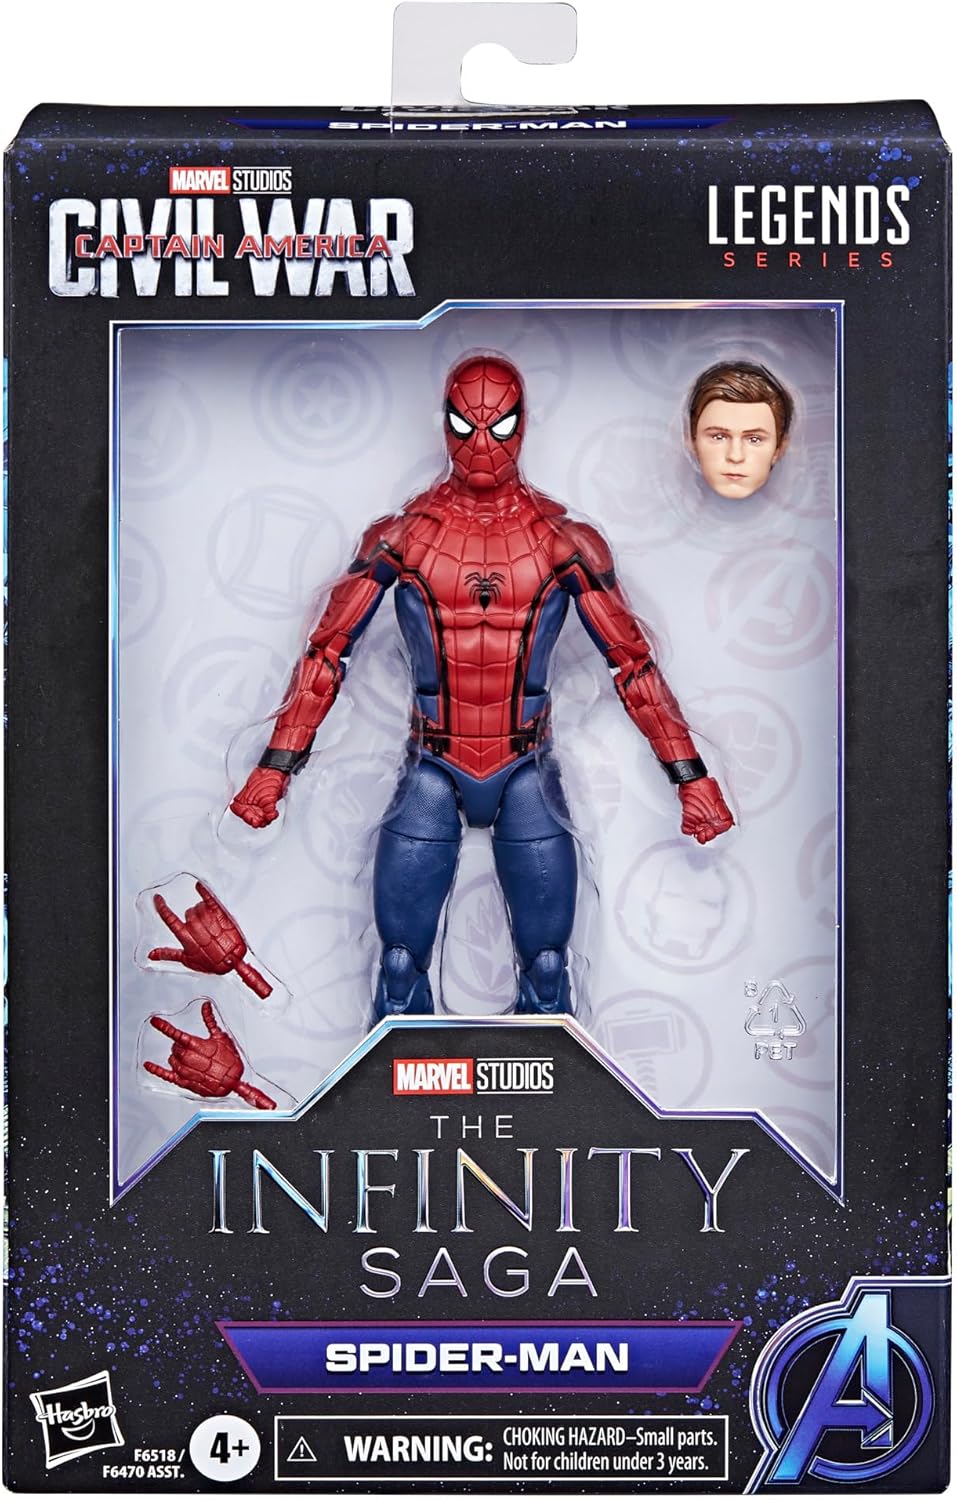 SPIDER-MAN
MARVEL STUDIOS
CAPTAIN AMERICA
CIVIL WAR
LEGENDS
SERIES
1
PET
MARVEL STUDIOS
THE
INFINITY
SAGA
SPIDER-MAN
Hasbro
F6518/
F6470 ASST.
4+
WARNING:
CHOKING HAZARD–Small parts.
Not for children under 3 years.